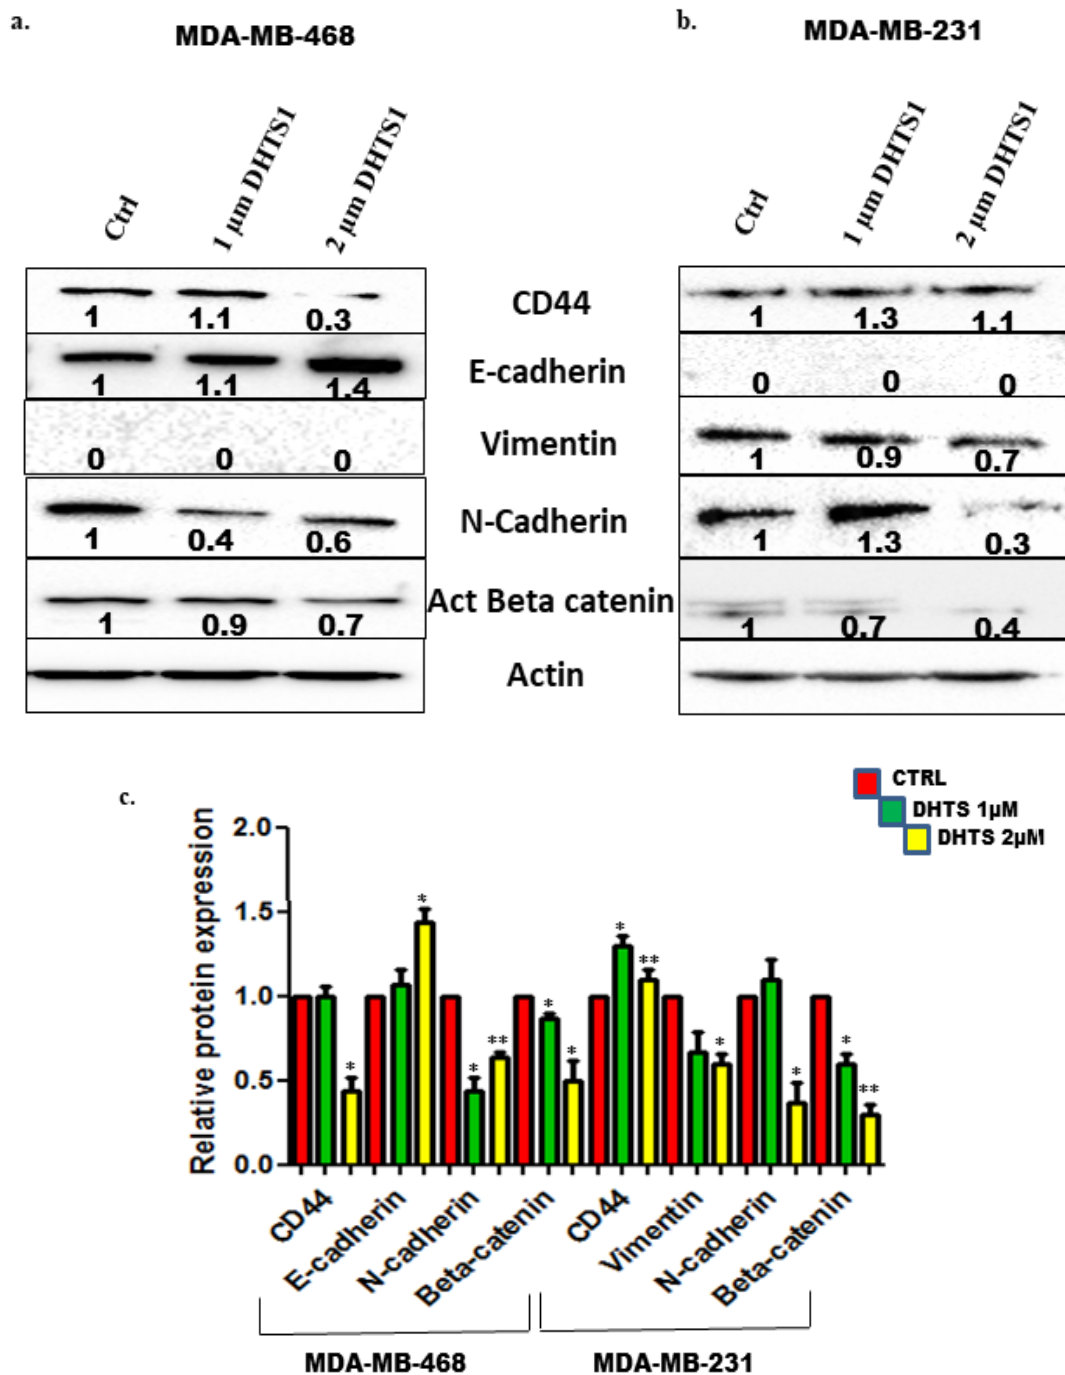 a.
MDA-MB-468
b.
MDA-MB-231
Ctrl
1 µm DHTS1
2 µm DHTS1
Ctrl
1 µm DHTS1
2 µm DHTS1
1 1.1 0.3
CD44
1 1.3 1.1
1 1.1 1.4
E-cadherin
0 0 0
0 0 0
Vimentin
1 0.9 0.7
1 0.4 0.6
N-Cadherin
1 1.3 0.3
1 0.9 0.7
Act Beta catenin
1 0.7 0.4
Actin
c.
CTRL
DHTS 1µM
DHTS 2µM
Relative protein expression
2.0
1.5
1.0
0.5
0.0
*
*
*
**
*
*
*
**
*
*
*
**
CD44
E-cadherin
N-cadherin
Beta-catenin
CD44
Vimentin
N-cadherin
Beta-catenin
MDA-MB-468
MDA-MB-231